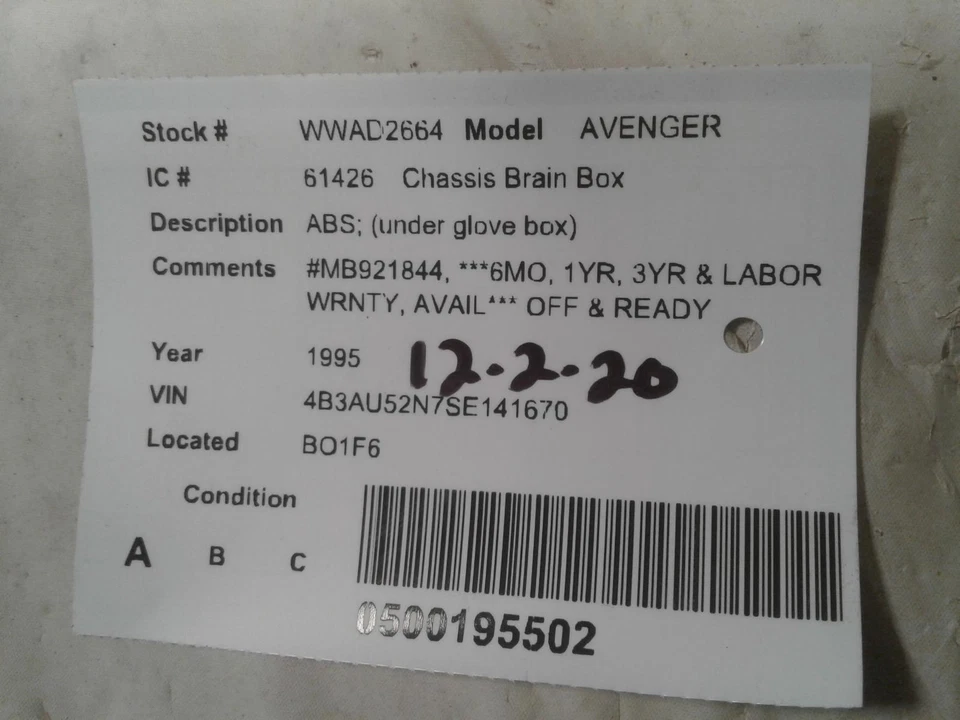 Stock # WWAD2664 Model AVENGER
IC # 61426 Chassis Brain Box
Description ABS; (under glove box)
Comments #MB921844, ***6MO, 1YR, 3YR & LABOR
WRNTY, AVAIL*** OFF & READY
Year 1995 12.2.20
VIN 4B3AU52N7SE141670
Located BO1F6
Condition
A B C
0500195502